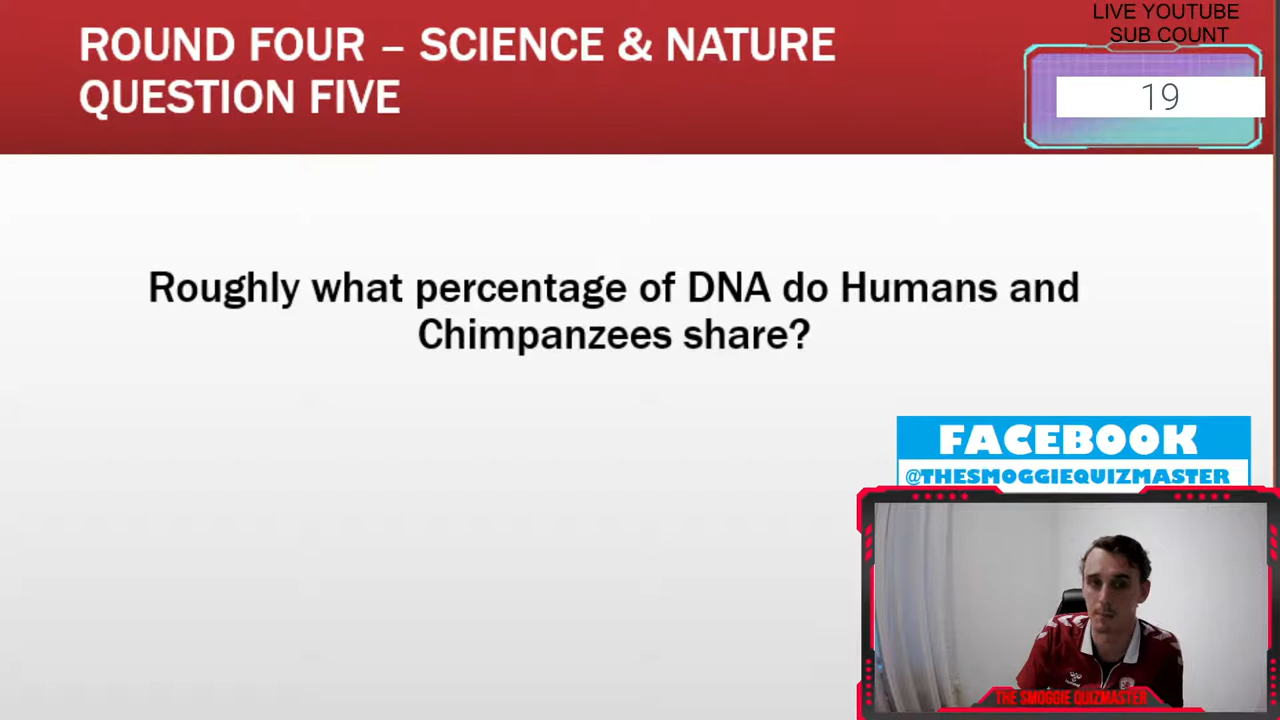 ROUND FOUR – SCIENCE & NATURE
QUESTION FIVE
LIVE YOUTUBE
SUB COUNT
19
Roughly what percentage of DNA do Humans and
Chimpanzees share?
FACEBOOK
@THESMOGGIEQUIZMASTER
THE SMOGGIE QUIZMASTER